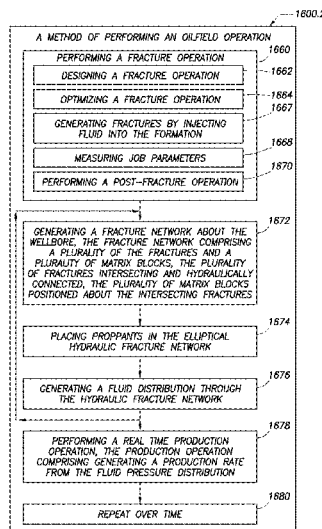 1600.2
A METHOD OF PERFORMING AN OILFIELD OPERATION
1660
PERFORMING A FRACTURE OPERATION
1662
DESIGNING A FRACTURE OPERATION
1664
OPTIMIZING A FRACTURE OPERATION
1667
GENERATING FRACTURES BY INJECTING
FLUID INTO THE FORMATION
1668
MEASURING JOB PARAMETERS
1670
PERFORMING A POST-FRACTURE OPERATION
1672
GENERATING A FRACTURE NETWORK ABOUT THE
WELLBORE, THE FRACTURE NETWORK COMPRISING
A PLURALITY OF THE FRACTURES AND A
PLURALITY OF MATRIX BLOCKS, THE PLURALITY
OF FRACTURES INTERSECTING AND HYDRAULICALLY
CONNECTED, THE PLURALITY OF MATRIX BLOCKS
POSITIONED ABOUT THE INTERSECTING FRACTURES
1674
PLACING PROPPANTS IN THE ELLIPTICAL
HYDRAULIC FRACTURE NETWORK
1676
GENERATING A FLUID DISTRIBUTION THROUGH
THE HYDRAULIC FRACTURE NETWORK
1678
PERFORMING A REAL TIME PRODUCTION
OPERATION, THE PRODUCTION OPERATION
COMPRISING GENERATING A PRODUCTION RATE
FROM THE FLUID PRESSURE DISTRIBUTION
1680
REPEAT OVER TIME